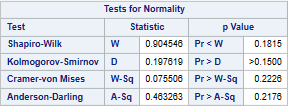 Tests for Normality
Test Statistic p Value
Shapiro-Wilk W 0.904546 Pr < W 0.1815
Kolmogorov-Smirnov D 0.197619 Pr > D >0.1500
Cramer-von Mises W-Sq 0.075506 Pr > W-Sq 0.2226
Anderson-Darling A-Sq 0.463263 Pr > A-Sq 0.2176